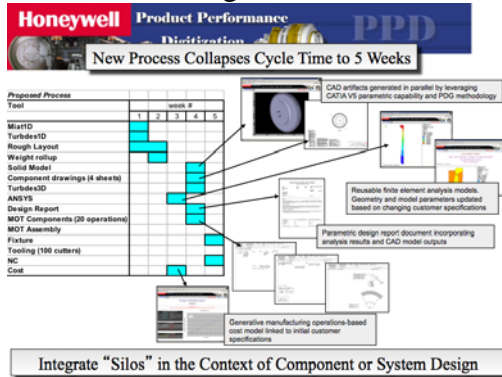 Honeywell
Product Performance
Digitization
PPD
New Process Collapses Cycle Time to 5 Weeks
Proposed Process
Tool
week #
1 2 3 4 5
Miat1D
Turbdes1D
Rough Layout
Weight rollup
Solid Model
Component drawings (4 sheets)
Turbdes3D
ANSYS
Design Report
MOT Components (20 operations)
MOT Assembly
Fixture
Tooling (100 cutters)
NC
Cost
CAD artifacts generated in parallel by leveraging
CATIA V5 parametric capability and PDG methodology
Reusable finite element analysis models.
Geometry and model parameters updated
based on changing customer specifications
Parametric design report document incorporating
analysis results and CAD model outputs
Generative manufacturing operations-based
cost model linked to initial customer
specifications
Integrate “Silos” in the Context of Component or System Design